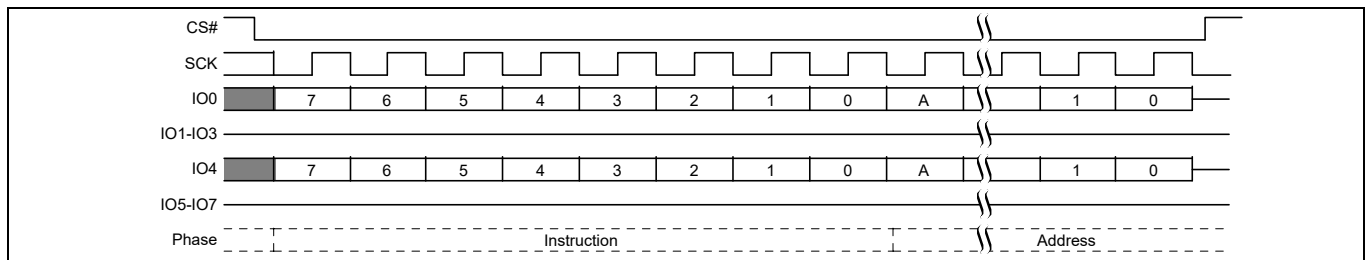 CS#
SCK
IO0 7 6 5 4 3 2 1 0 A 1 0
IO1-IO3
IO4 7 6 5 4 3 2 1 0 A 1 0
IO5-IO7
Phase Instruction Address